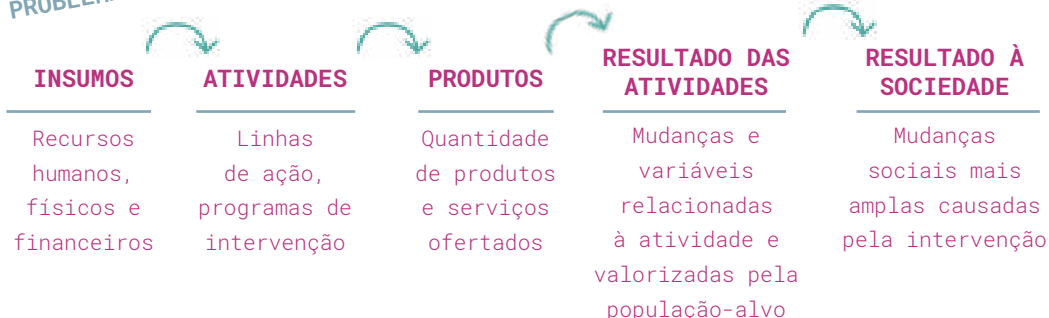 INSUMOS
Recursos
humanos,
físicos e
financeiros
ATIVIDADES
Linhas
de ação,
programas de
intervenção
PRODUTOS
Quantidade
de produtos
e serviços
ofertados
RESULTADO DAS
ATIVIDADES
Mudanças e
variáveis
relacionadas
à atividade e
valorizadas pela
população-alvo
RESULTADO À
SOCIEDADE
Mudanças
sociais mais
amplas causadas
pela intervenção